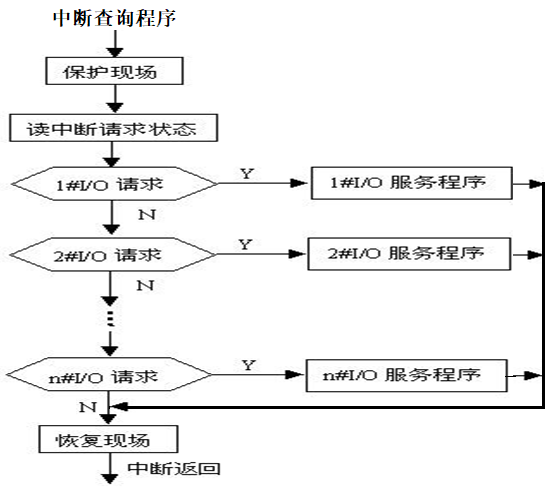 中断查询程序
保护现场
读中断请求状态
1#I/O 请求
Y
1#I/O 服务程序
N
2#I/O 请求
Y
2#I/O 服务程序
N
n#I/O 请求
Y
n#I/O 服务程序
N
恢复现场
中断返回